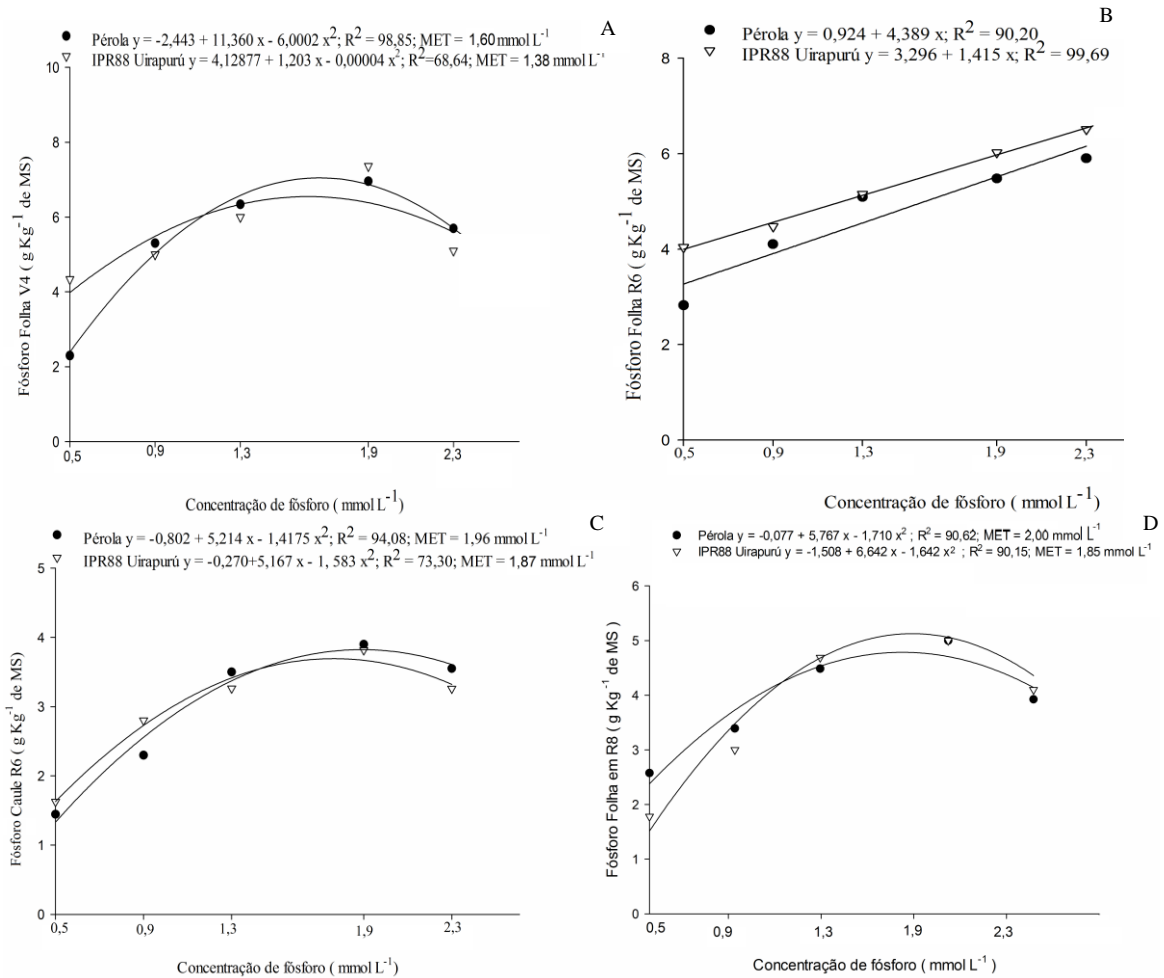 A
Pérola y = -2,443 + 11,360 x - 6,0002 x²; R² = 98,85; MET = 1,60 mmol L⁻¹
IPR88 Uirapurú y = 4,12877 + 1,203 x - 0,00004 x²; R²=68,64; MET = 1,38 mmol L⁻¹
Fósforo Folha V4 ( g Kg⁻¹ de MS)
10
8
6
4
2
0
0,5
0,9
1,3
1,9
2,3
Concentração de fósforo ( mmol L⁻¹)
B
Pérola y = 0,924 + 4,389 x; R² = 90,20
IPR88 Uirapurú y = 3,296 + 1,415 x; R² = 99,69
Fósforo Folha R6 ( g Kg⁻¹ de MS)
8
6
4
2
0
0,5
0,9
1,3
1,9
2,3
Concentração de fósforo ( mmol L⁻¹)
C
Pérola y = -0,802 + 5,214 x - 1,4175 x²; R² = 94,08; MET = 1,96 mmol L⁻¹
IPR88 Uirapurú y = -0,270+5,167 x - 1, 583 x²; R² = 73,30; MET = 1,87 mmol L⁻¹
Fósforo Caule R6 ( g Kg⁻¹ de MS)
5
4
3
2
1
0
0,5
0,9
1,3
1,9
2,3
Concentração de fósforo ( mmol L⁻¹)
D
Pérola y = -0,077 + 5,767 x - 1,710 x² ; R² = 90,62; MET = 2,00 mmol L⁻¹
IPR88 Uirapurú y = -1,508 + 6,642 x - 1,642 x² ; R² = 90,15; MET = 1,85 mmol L⁻¹
Fósforo Folha em R8 ( g Kg⁻¹ de MS )
6
5
4
3
2
1
0
0,5
0,9
1,3
1,9
2,3
Concentração de fósforo ( mmol L⁻¹)